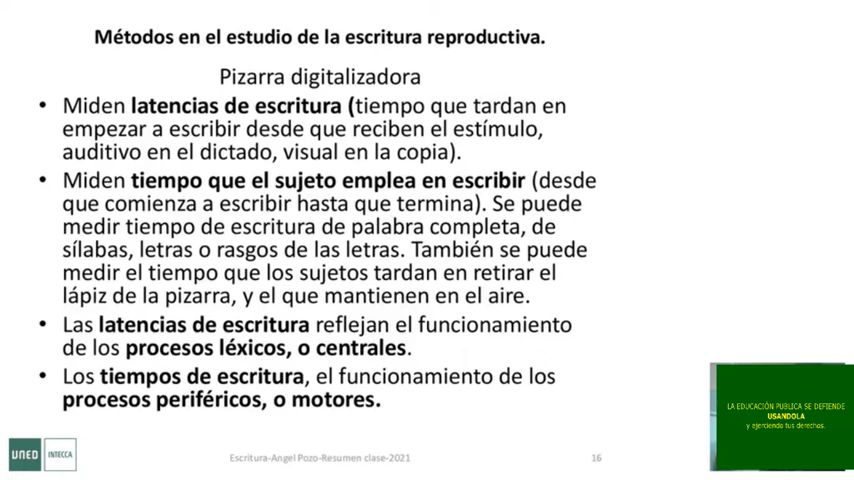 Métodos en el estudio de la escritura reproductiva.
Pizarra digitalizadora
• Miden latencias de escritura (tiempo que tardan en
empezar a escribir desde que reciben el estímulo,
auditivo en el dictado, visual en la copia).
• Miden tiempo que el sujeto emplea en escribir (desde
que comienza a escribir hasta que termina). Se puede
medir tiempo de escritura de palabra completa, de
sílabas, letras o rasgos de las letras. También se puede
medir el tiempo que los sujetos tardan en retirar el
lápiz de la pizarra, y el que mantienen en el aire.
• Las latencias de escritura reflejan el funcionamiento
de los procesos léxicos, o centrales.
• Los tiempos de escritura, el funcionamiento de los
procesos periféricos, o motores.
LA EDUCACIÓN PUBLICA SE DEFIENDE
USANDOLA
y ejerciendo tus derechos.
UNED INTECCA
Escritura-Angel Pozo-Resumen clase-2021
16